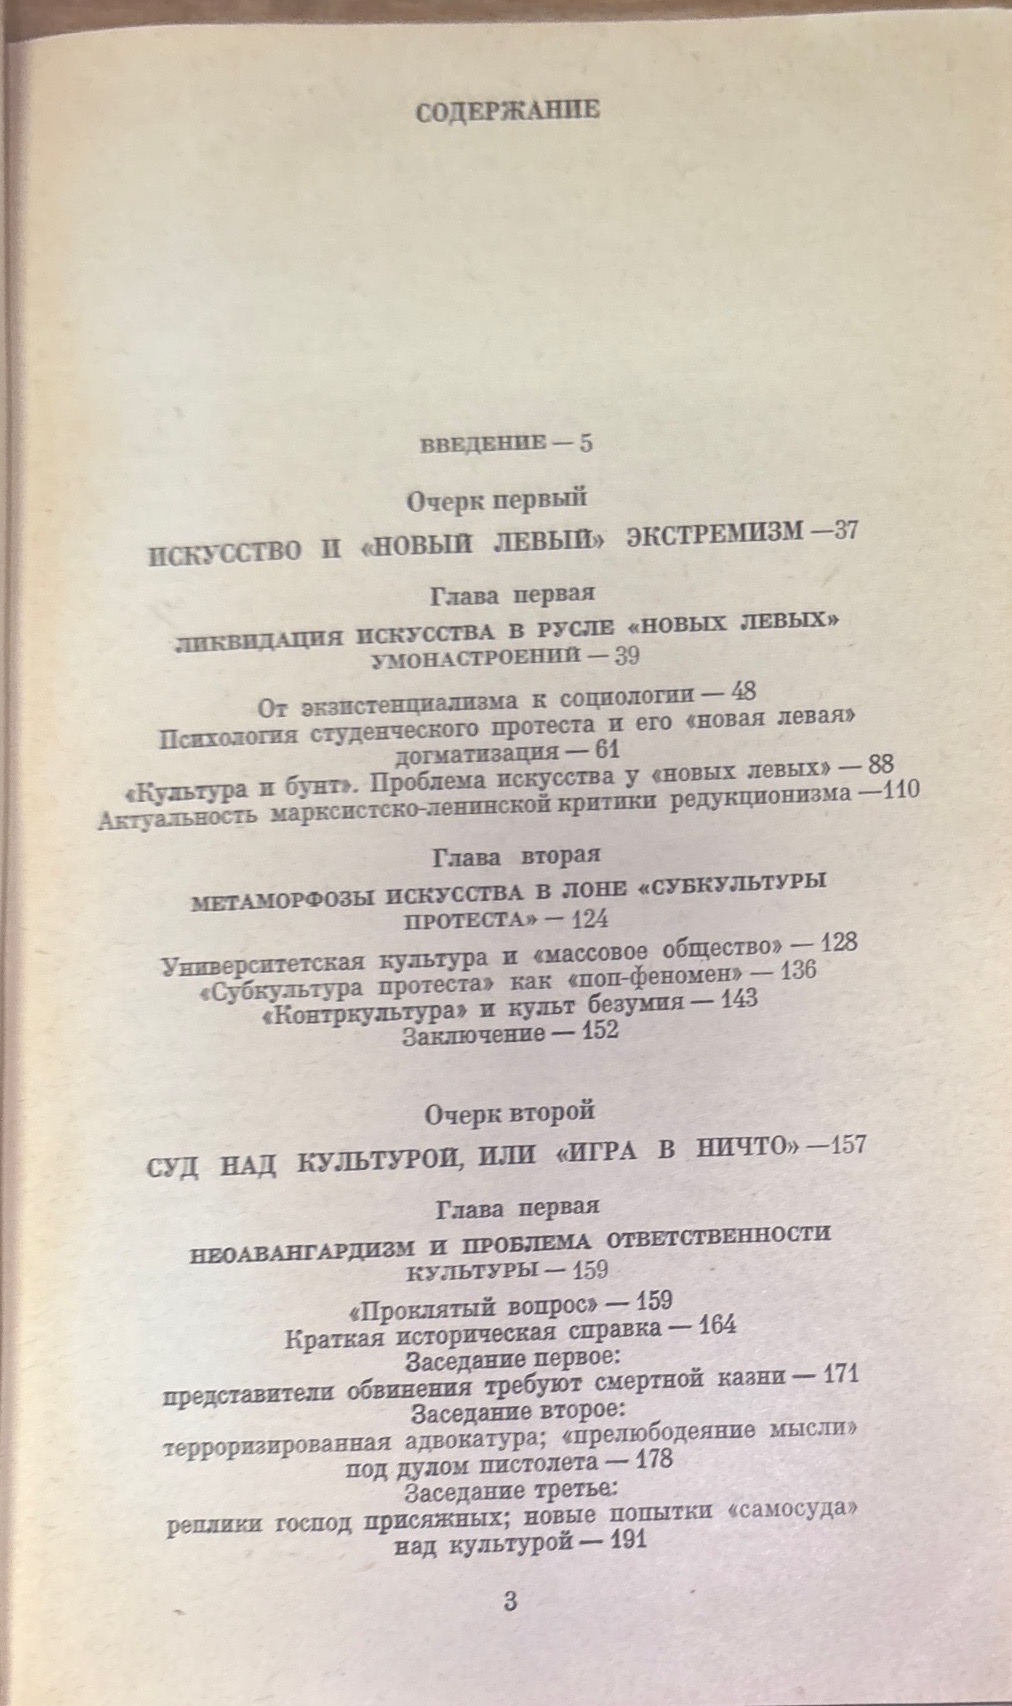 СОДЕРЖАНИЕ
ВВЕДЕНИЕ — 5
Очерк первый
ИСКУССТВО И «НОВЫЙ ЛЕВЫЙ» ЭКСТРЕМИЗМ —37
Глава первая
ЛИКВИДАЦИЯ ИСКУССТВА В РУСЛЕ «НОВЫХ ЛЕВЫХ»
УМОНАСТРОЕНИЙ — 39
От экзистенциализма к социологии — 48
Психология студенческого протеста и его «новая левая»
догматизация — 61
«Культура и бунт». Проблема искусства у «новых левых» — 88
Актуальность марксистско-ленинской критики редукционизма —110
Глава вторая
МЕТАМОРФОЗЫ ИСКУССТВА В ЛОНЕ «СУБКУЛЬТУРЫ
ПРОТЕСТА» — 124
Университетская культура и «массовое общество» — 128
«Субкультура протеста» как «поп-феномен» — 136
«Контркультура» и культ безумия — 143
Заключение — 152
Очерк второй
СУД НАД КУЛЬТУРОЙ, ИЛИ «ИГРА В НИЧТО» —157
Глава первая
НЕОАВАНГАРДИЗМ И ПРОБЛЕМА ОТВЕТСТВЕННОСТИ
КУЛЬТУРЫ — 159
«Проклятый вопрос» — 159
Краткая историческая справка — 164
Заседание первое:
представители обвинения требуют смертной казни — 171
Заседание второе:
терроризированная адвокатура; «прелюбодеяние мысли»
под дулом пистолета — 178
Заседание третье:
реплики господ присяжных; новые попытки «самосуда»
над культурой — 191
3